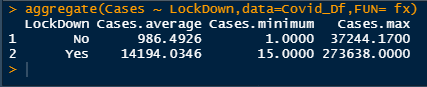 > aggregate(Cases ~ LockDown,data=Covid_Df,FUN= fx)
  LockDown Cases.average Cases.minimum   Cases.max
1       No      986.4926        1.0000  37244.1700
2      Yes    14194.0346       15.0000 273638.0000
>